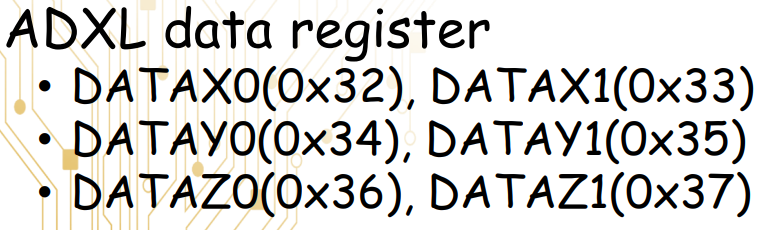 ADXL data register
• DATAX0(0x32), DATAX1(0x33)
• DATAY0(0x34), DATAY1(0x35)
• DATAZ0(0x36), DATAZ1(0x37)